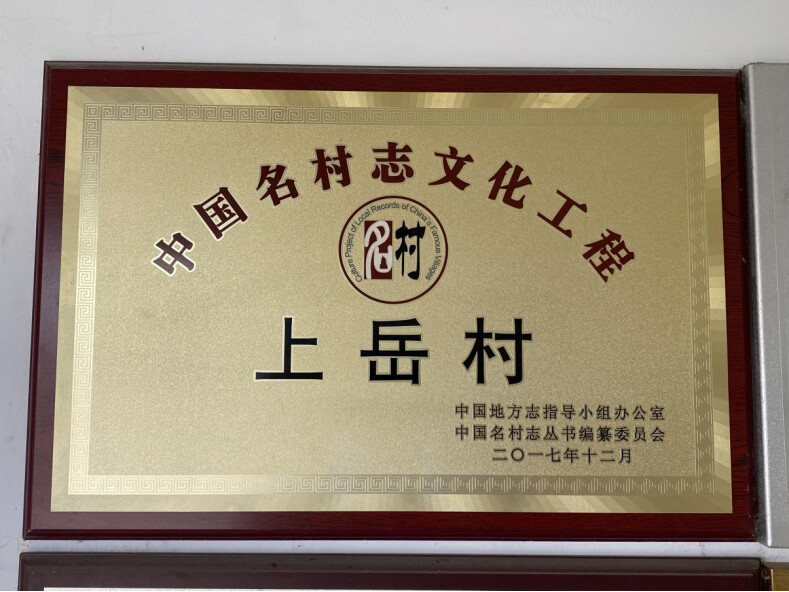 中国名村志文化工程
Culture Project of Local Records of China's Famous Villages
名村
上岳村
中国地方志指导小组办公室
中国名村志丛书编纂委员会
二〇一七年十二月